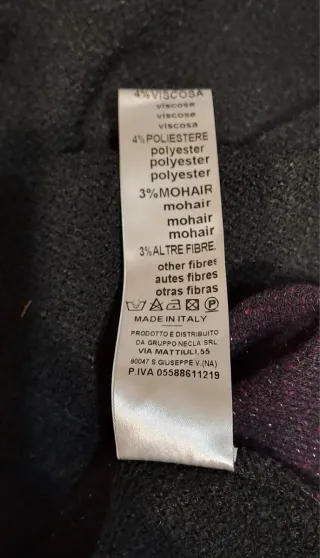 4%VISCOSA
viscose
viscose
viscosa
4%POLIESTERE
polyester
polyester
polyester
3%MOHAIR
mohair
mohair
mohair
3%ALTRE FIBRE.
other fibres
autes fibres
otras fibras
MADE IN ITALY
PRODOTTO E DISTRIBUITO
DA GRUPPO NECLA SRL
VIA MATTIULI,55
80047 S.GIUSEPPE V.(NA)
P.IVA 05588611219